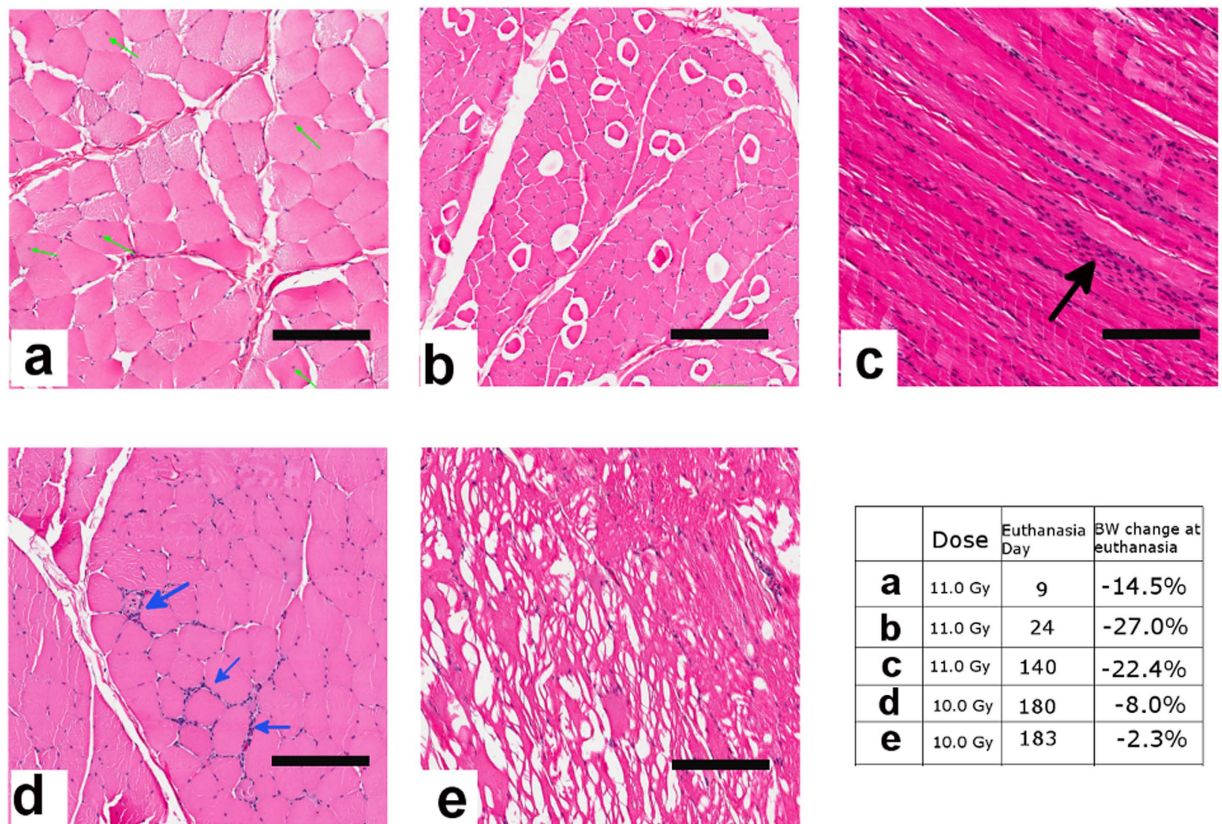 a
b
c
d
e
Dose Euthanasia Day BW change at euthanasia
a 11.0 Gy 9 -14.5%
b 11.0 Gy 24 -27.0%
c 11.0 Gy 140 -22.4%
d 10.0 Gy 180 -8.0%
e 10.0 Gy 183 -2.3%